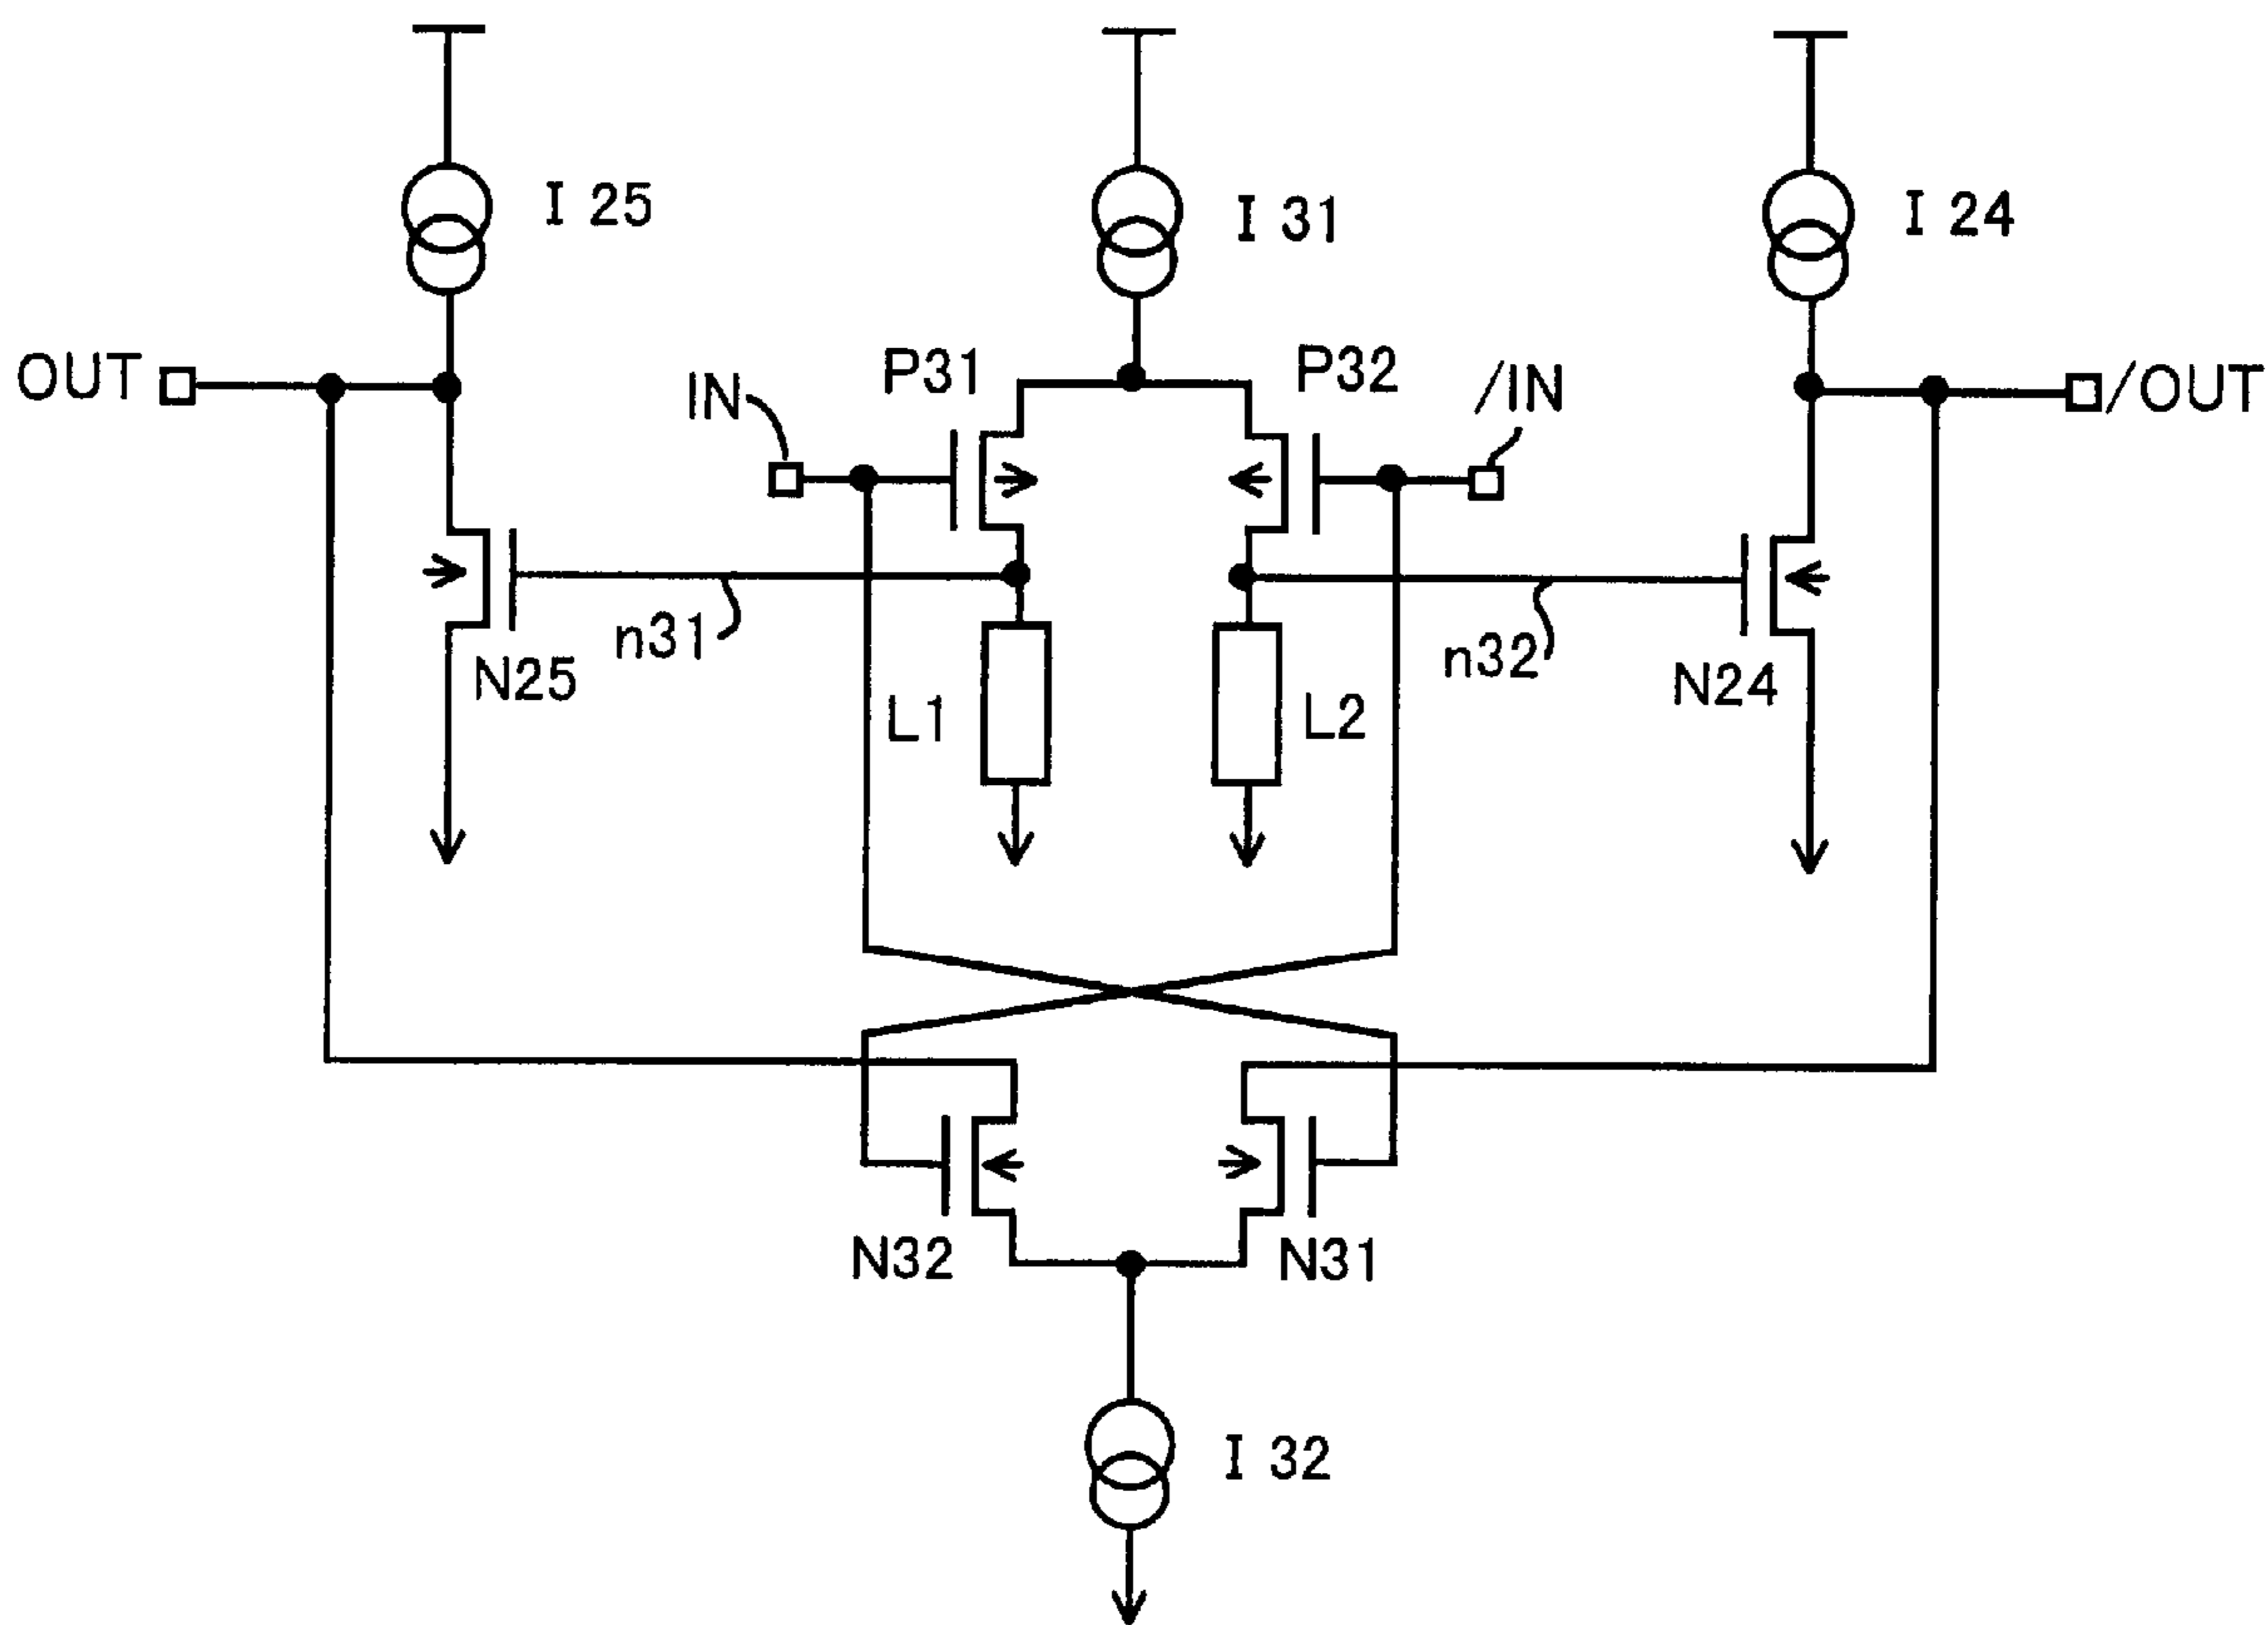 I 25
I 31
I 24
OUT
IN
P31
P32
/IN
/OUT
n31
N25
L1
L2
n32
N24
N32
N31
I 32